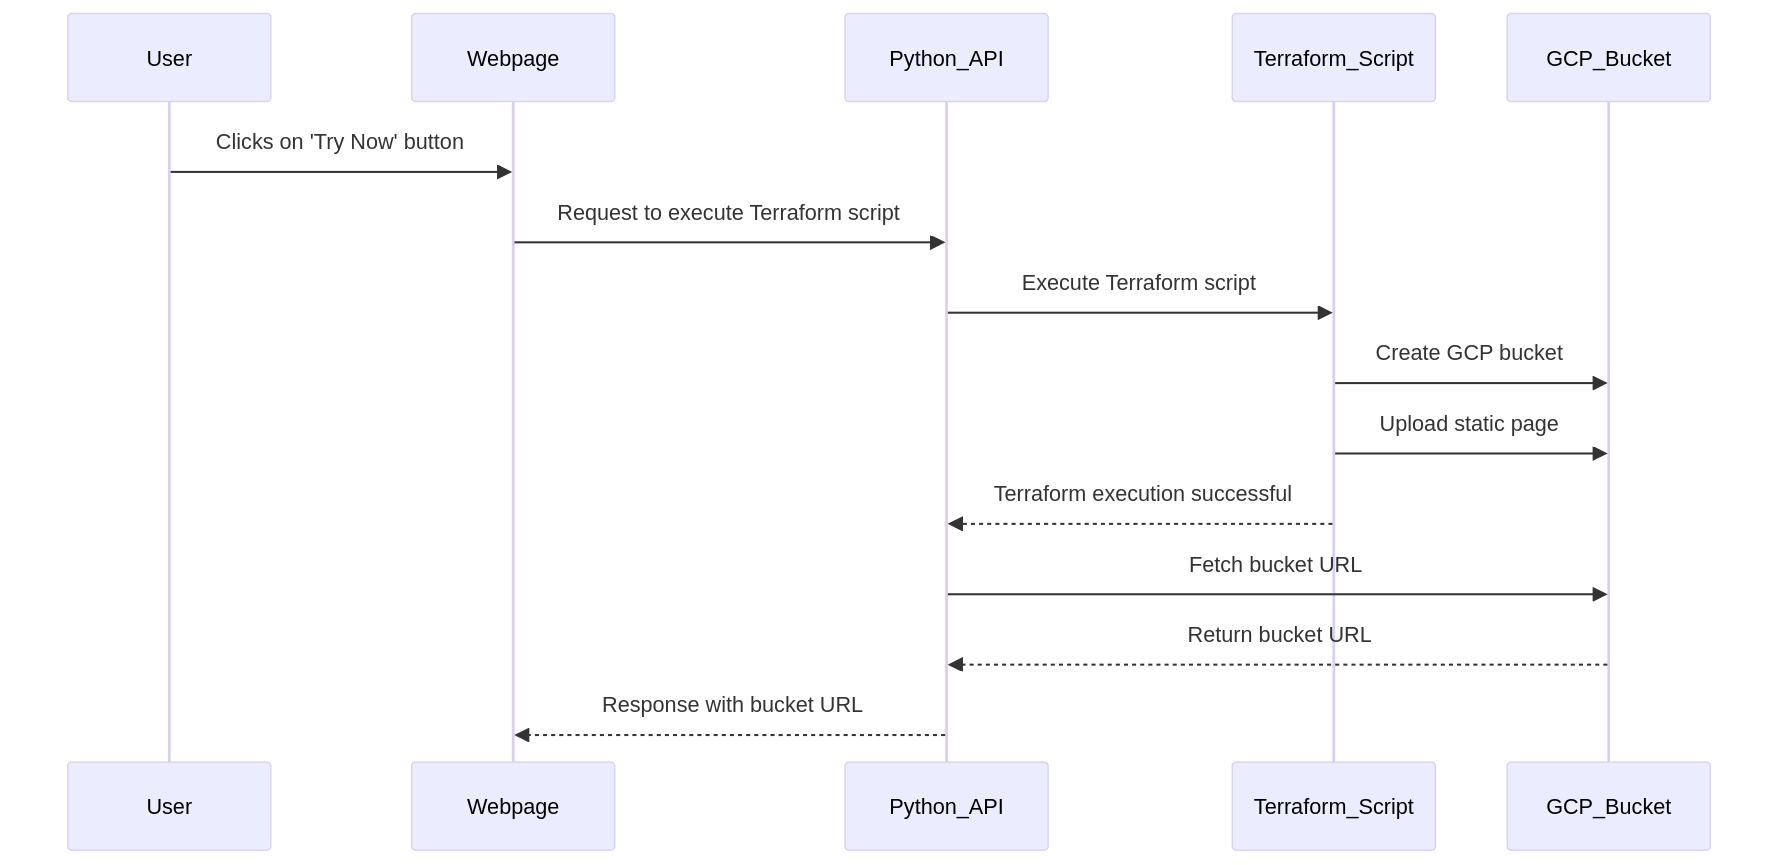 User
Webpage
Python_API
Terraform_Script
GCP_Bucket
Clicks on 'Try Now' button
Request to execute Terraform script
Execute Terraform script
Create GCP bucket
Upload static page
Terraform execution successful
Fetch bucket URL
Return bucket URL
Response with bucket URL
User
Webpage
Python_API
Terraform_Script
GCP_Bucket